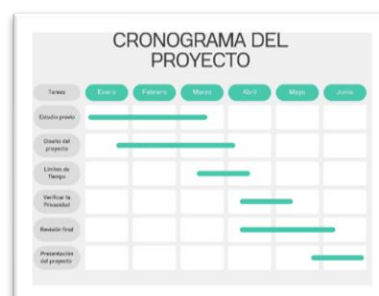 CRONOGRAMA DEL
PROYECTO
Tareas Enero Febrero Marzo Abril Mayo Junio
Estudio previo
Diseño del
proyecto
Límites de
Tiempo
Verificar la
Privacidad
Revisión final
Presentación
del proyecto